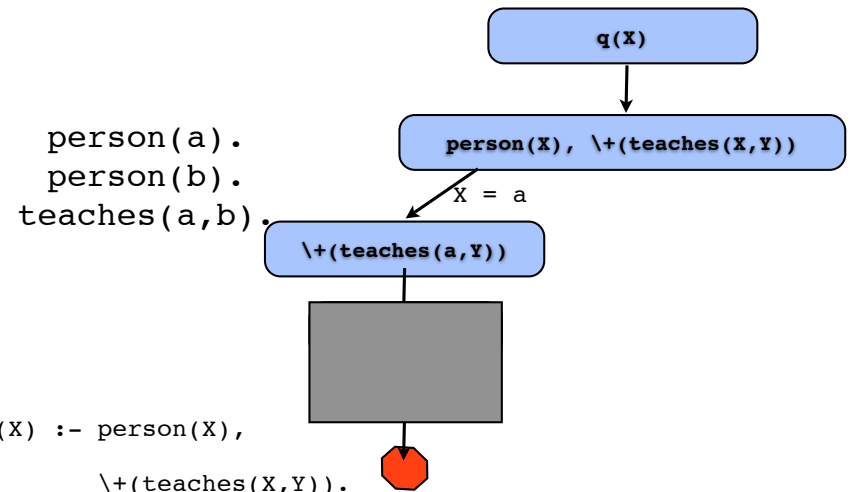 q(X)
person(X), \+(teaches(X,Y))
X = a
\+(teaches(a,Y))
person(a).
person(b).
teaches(a,b).
(X) :- person(X),
\+(teaches(X,Y)).